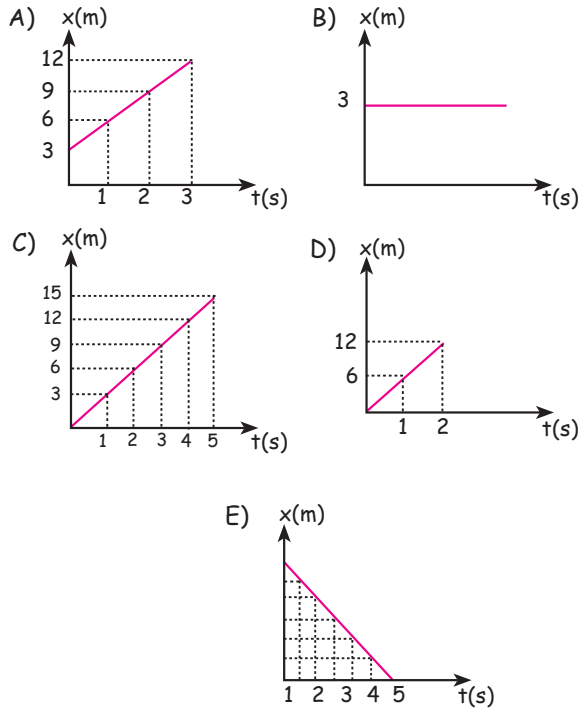 A) x(m)
12
9
6
3
1 2 3 t(s)
B) x(m)
3
t(s)
C) x(m)
15
12
9
6
3
1 2 3 4 5 t(s)
D) x(m)
12
6
1 2 t(s)
E) x(m)
1 2 3 4 5 t(s)